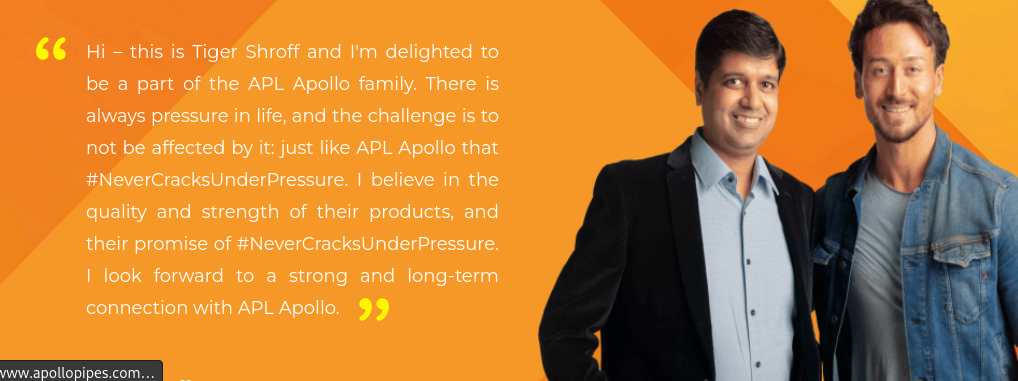 “ Hi – this is Tiger Shroff and I'm delighted to
be a part of the APL Apollo family. There is
always pressure in life, and the challenge is to
not be affected by it: just like APL Apollo that
#NeverCracksUnderPressure. I believe in the
quality and strength of their products, and
their promise of #NeverCracksUnderPressure.
I look forward to a strong and long-term
connection with APL Apollo. ”
www.apollopipes.com…